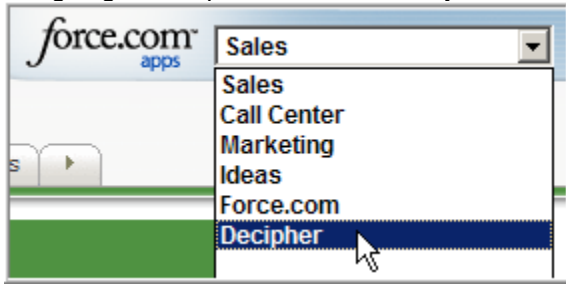 force.com
apps
Sales
Sales
Call Center
Marketing
Ideas
s
Force.com
Decipher